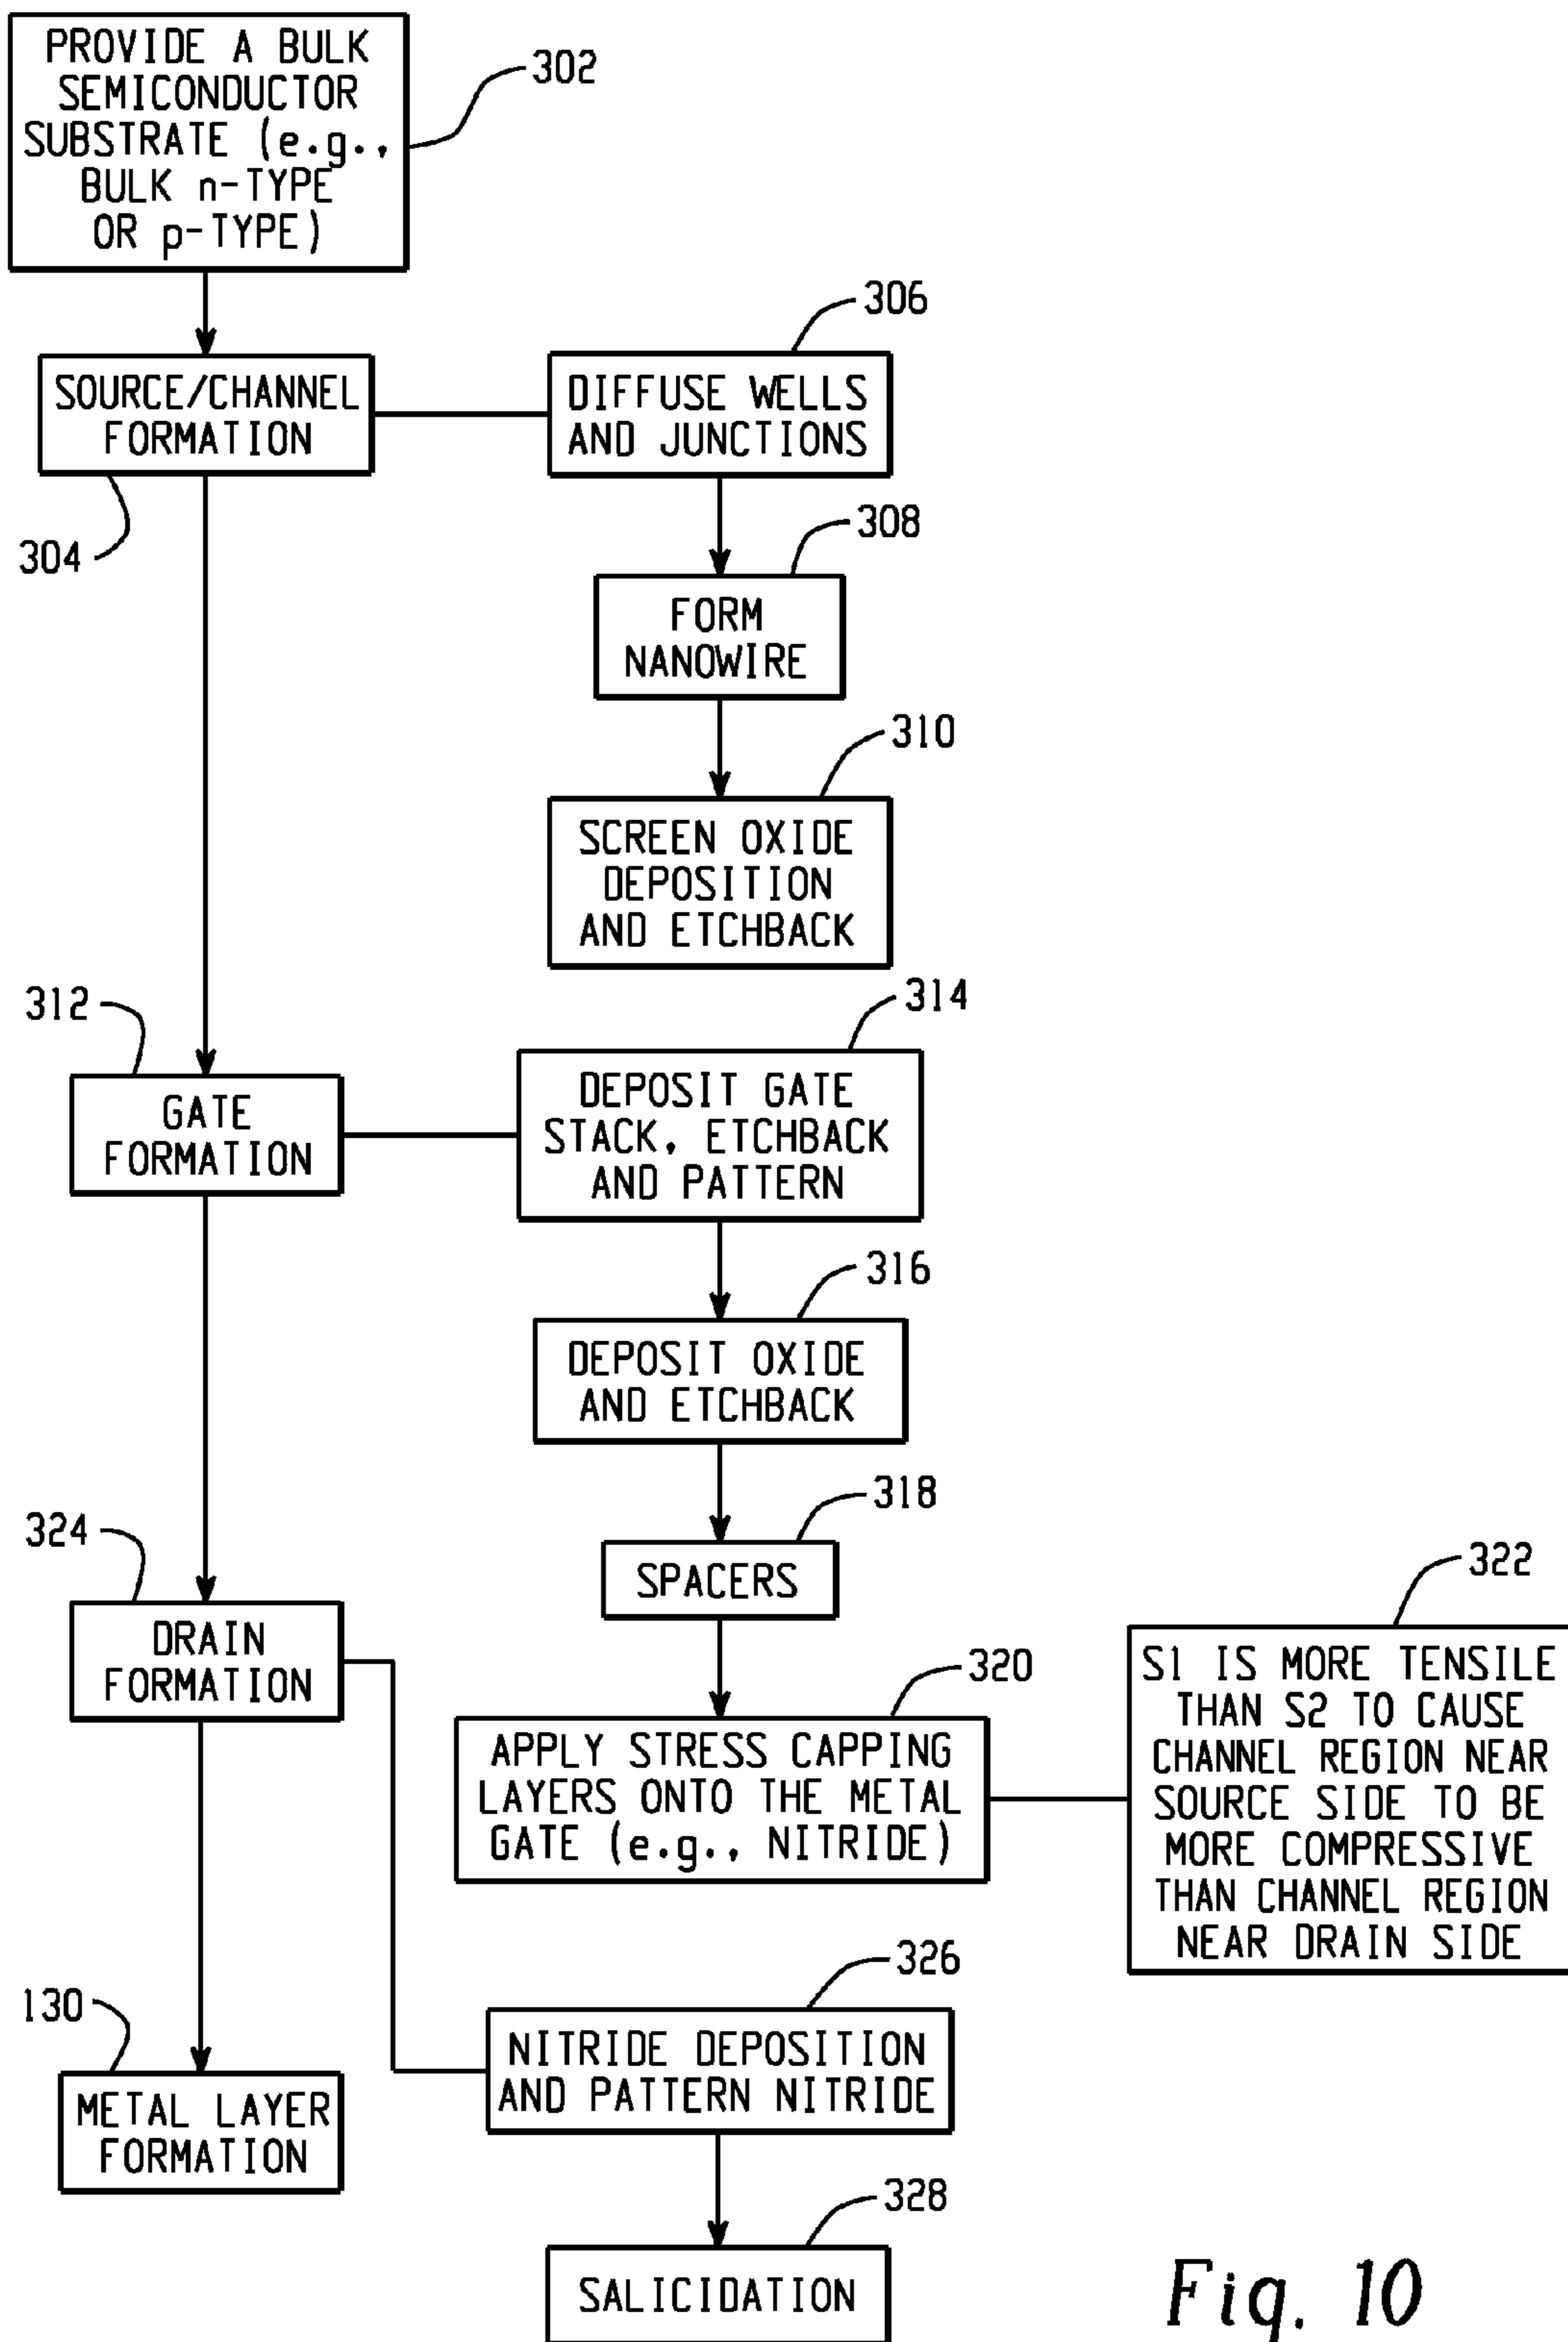 PROVIDE A BULK
SEMICONDUCTOR
SUBSTRATE (e.g.,
BULK n-TYPE
OR p-TYPE)
302
SOURCE/CHANNEL
FORMATION
304
306
DIFFUSE WELLS
AND JUNCTIONS
308
FORM
NANOWIRE
310
SCREEN OXIDE
DEPOSITION
AND ETCHBACK
312
GATE
FORMATION
314
DEPOSIT GATE
STACK, ETCHBACK
AND PATTERN
316
DEPOSIT OXIDE
AND ETCHBACK
318
SPACERS
320
APPLY STRESS CAPPING
LAYERS ONTO THE METAL
GATE (e.g., NITRIDE)
322
S1 IS MORE TENSILE
THAN S2 TO CAUSE
CHANNEL REGION NEAR
SOURCE SIDE TO BE
MORE COMPRESSIVE
THAN CHANNEL REGION
NEAR DRAIN SIDE
324
DRAIN
FORMATION
326
NITRIDE DEPOSITION
AND PATTERN NITRIDE
328
SALICIDATION
130
METAL LAYER
FORMATION
Fig. 10